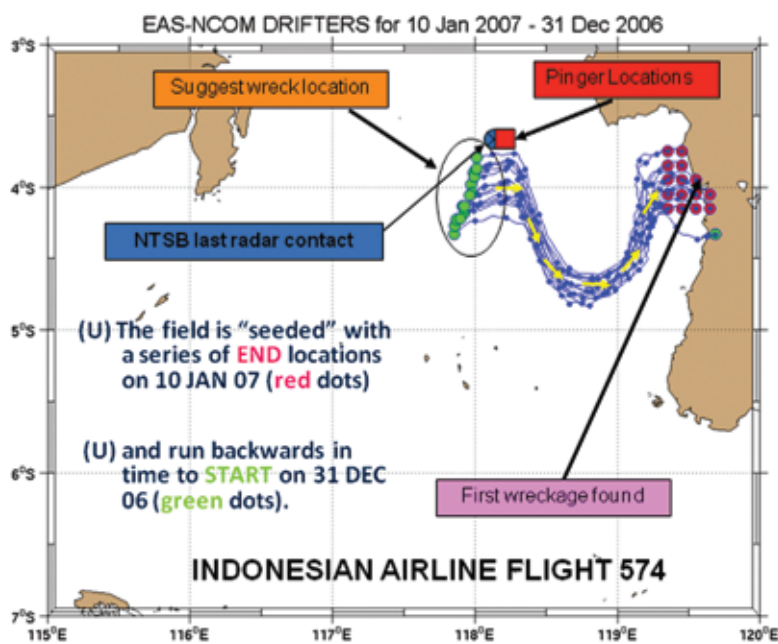 EAS-NCOM DRIFTERS for 10 Jan 2007 - 31 Dec 2006
3°S
Suggest wreck location
Pinger Locations
4°S
NTSB last radar contact
5°S
(U) The field is “seeded” with
a series of END locations
on 10 JAN 07 (red dots)
(U) and run backwards in
time to START on 31 DEC
06 (green dots).
6°S
First wreckage found
INDONESIAN AIRLINE FLIGHT 574
7°S
115°E
116°E
117°E
118°E
119°E
120°E